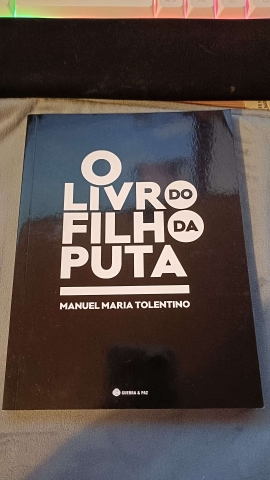 O
LIVRO DO
FILHO DA
PUTA
MANUEL MARIA TOLENTINO
GUERRA & PAZ